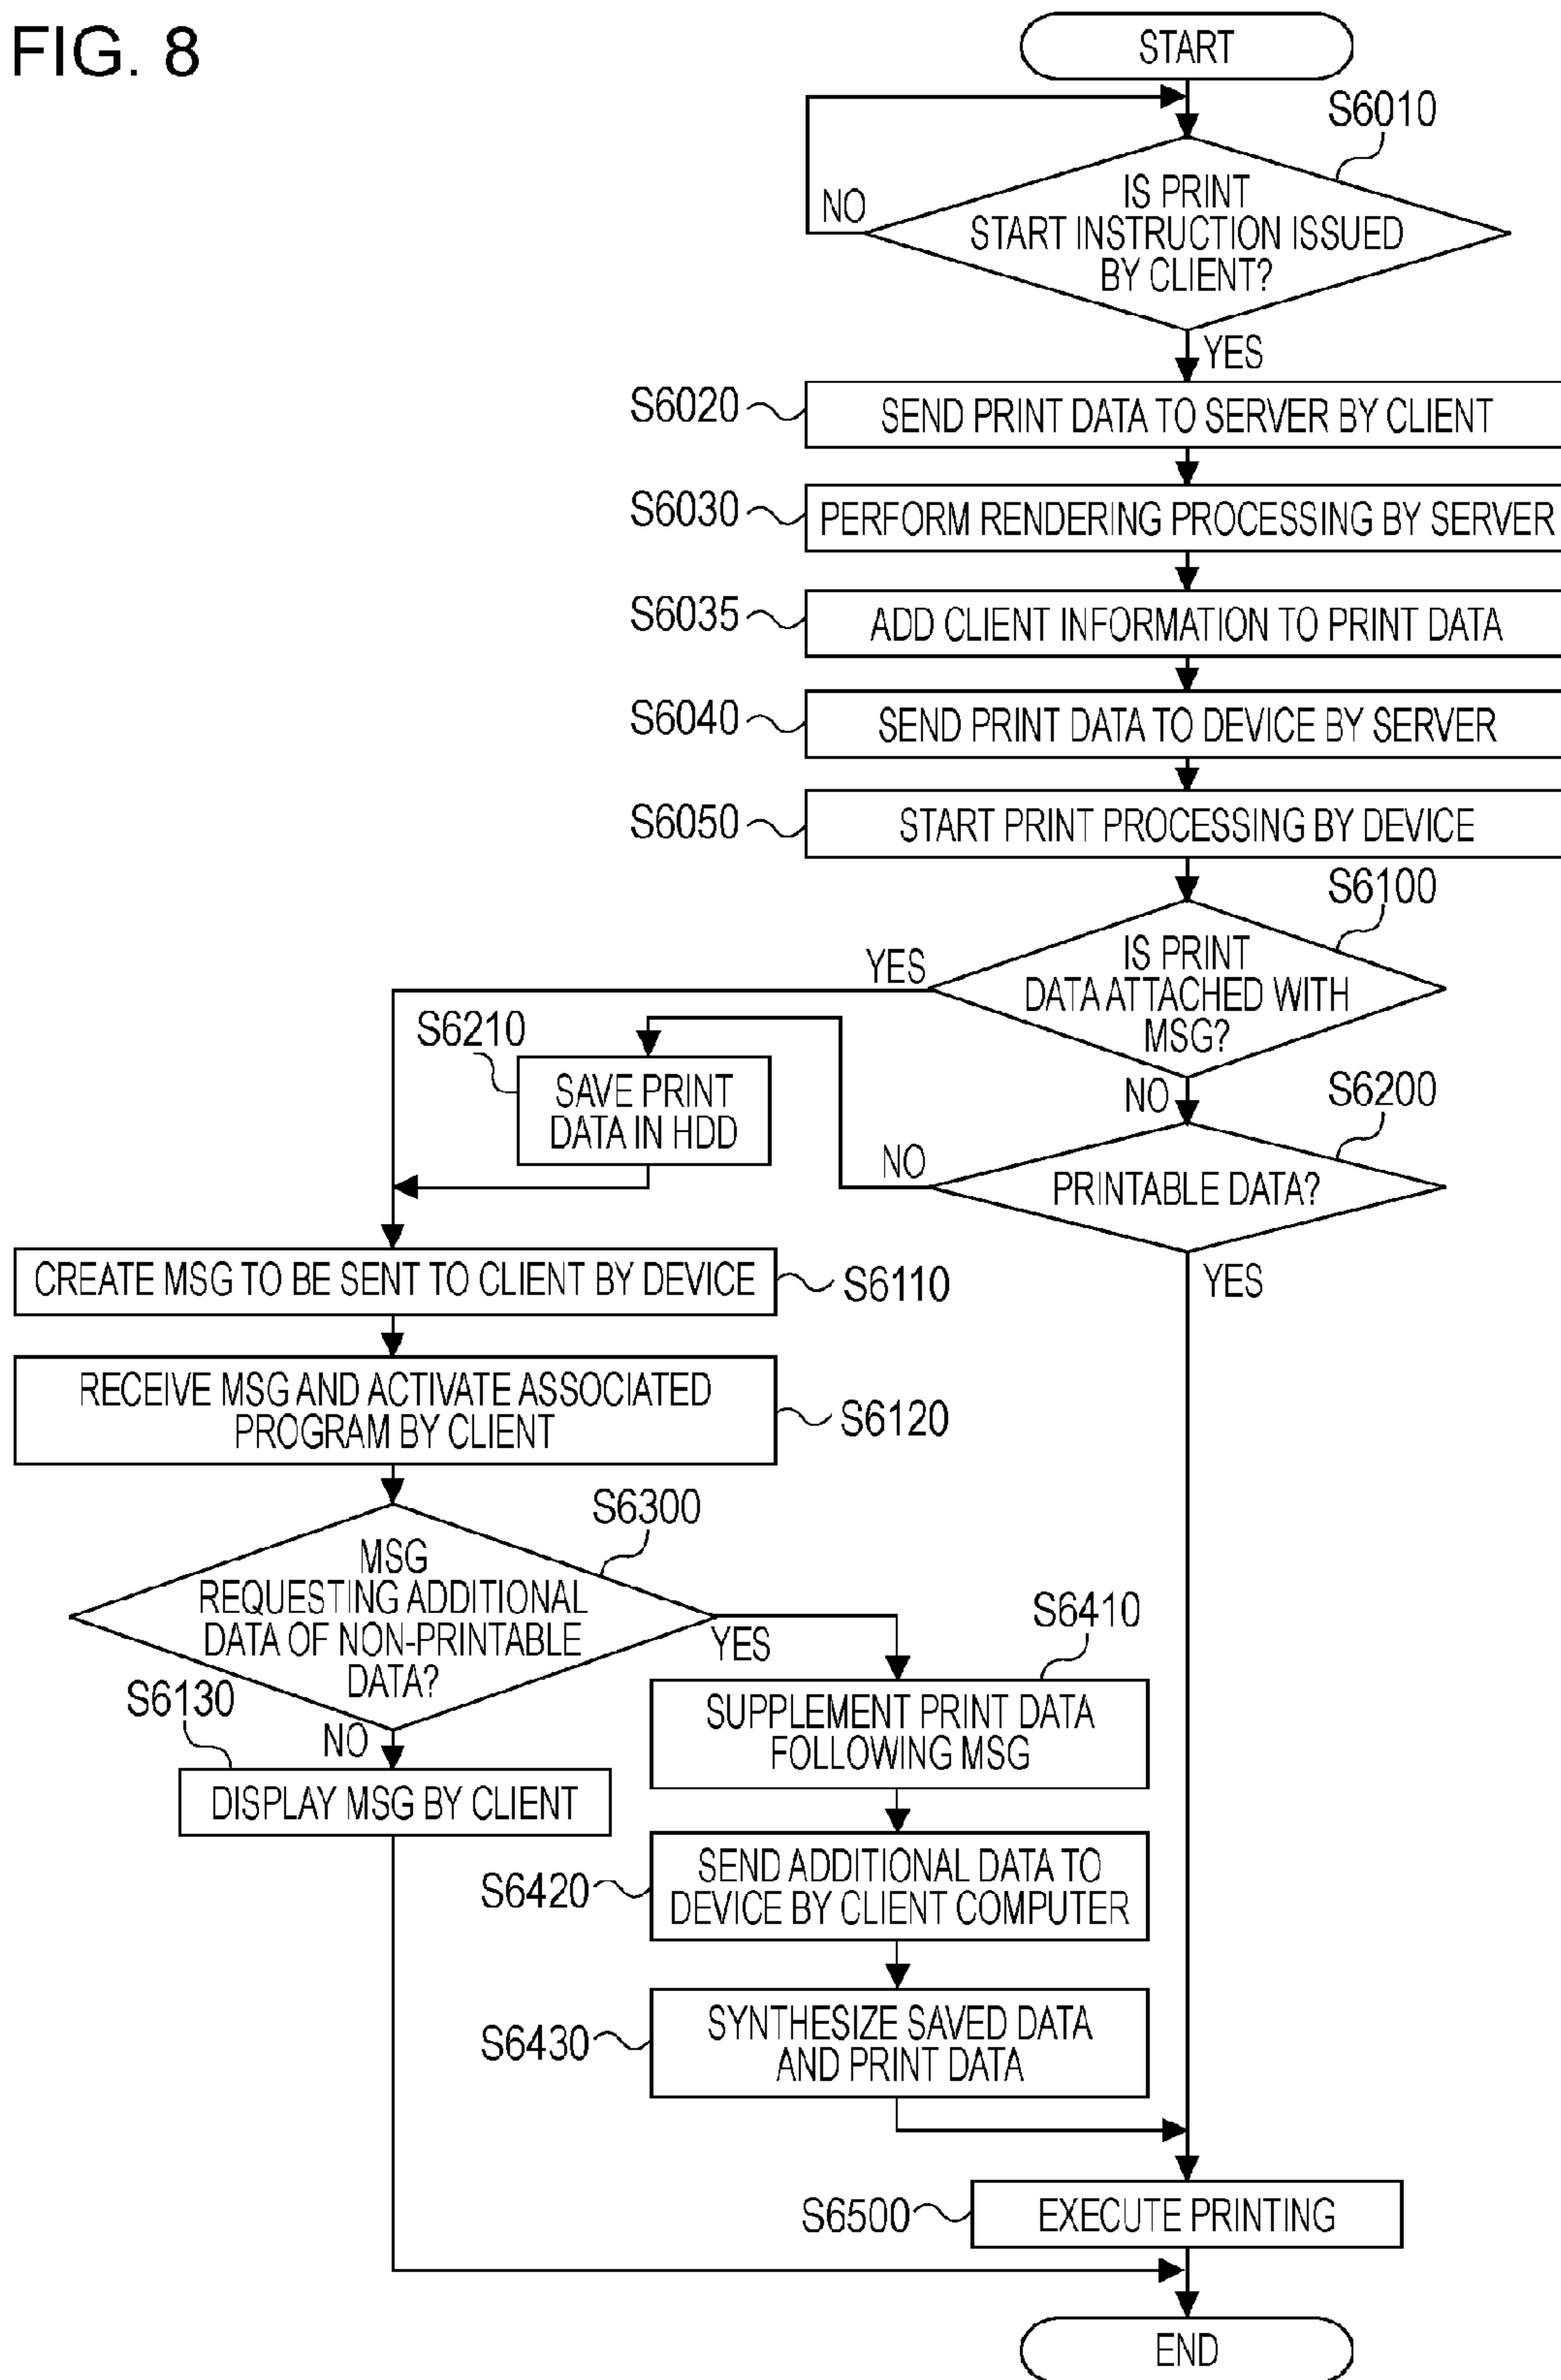 FIG. 8
START
S6010
IS PRINT
START INSTRUCTION ISSUED
BY CLIENT?
NO
YES
S6020
SEND PRINT DATA TO SERVER BY CLIENT
S6030
PERFORM RENDERING PROCESSING BY SERVER
S6035
ADD CLIENT INFORMATION TO PRINT DATA
S6040
SEND PRINT DATA TO DEVICE BY SERVER
S6050
START PRINT PROCESSING BY DEVICE
S6100
IS PRINT
DATA ATTACHED WITH
MSG?
YES
NO
S6210
SAVE PRINT
DATA IN HDD
S6200
PRINTABLE DATA?
NO
YES
CREATE MSG TO BE SENT TO CLIENT BY DEVICE
S6110
RECEIVE MSG AND ACTIVATE ASSOCIATED
PROGRAM BY CLIENT
S6120
S6300
MSG
REQUESTING ADDITIONAL
DATA OF NON-PRINTABLE
DATA?
YES
NO
S6130
DISPLAY MSG BY CLIENT
S6410
SUPPLEMENT PRINT DATA
FOLLOWING MSG
S6420
SEND ADDITIONAL DATA TO
DEVICE BY CLIENT COMPUTER
S6430
SYNTHESIZE SAVED DATA
AND PRINT DATA
S6500
EXECUTE PRINTING
END